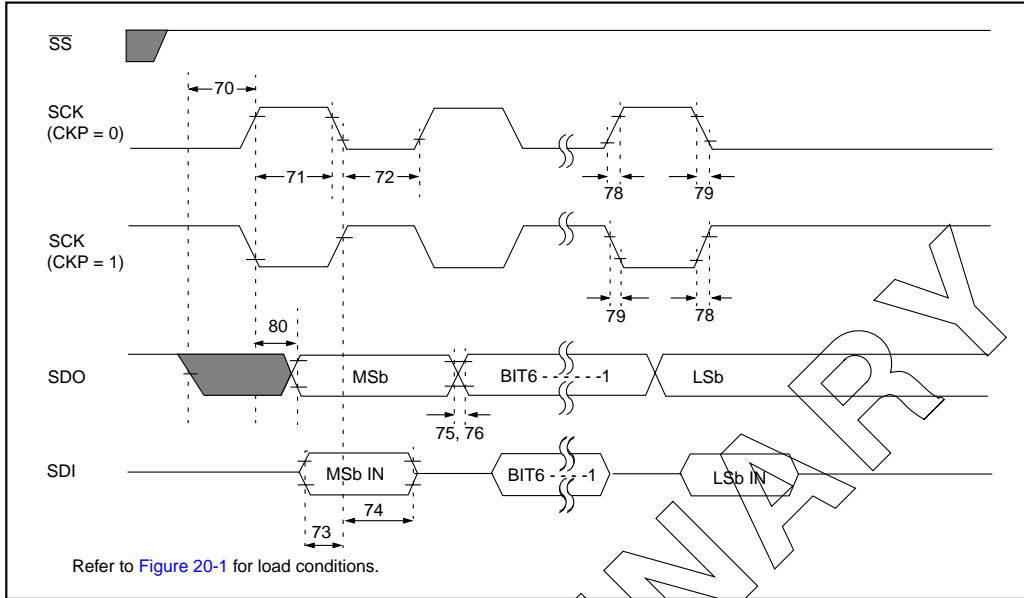 SS
70
SCK
(CKP = 0)
71 72 78 79
SCK
(CKP = 1)
79 78
80
SDO MSb BIT6 - - - - - -1 LSb
75, 76
SDI MSb IN BIT6 - - - -1 LSb IN
74
73
Refer to Figure 20-1 for load conditions.
NARY